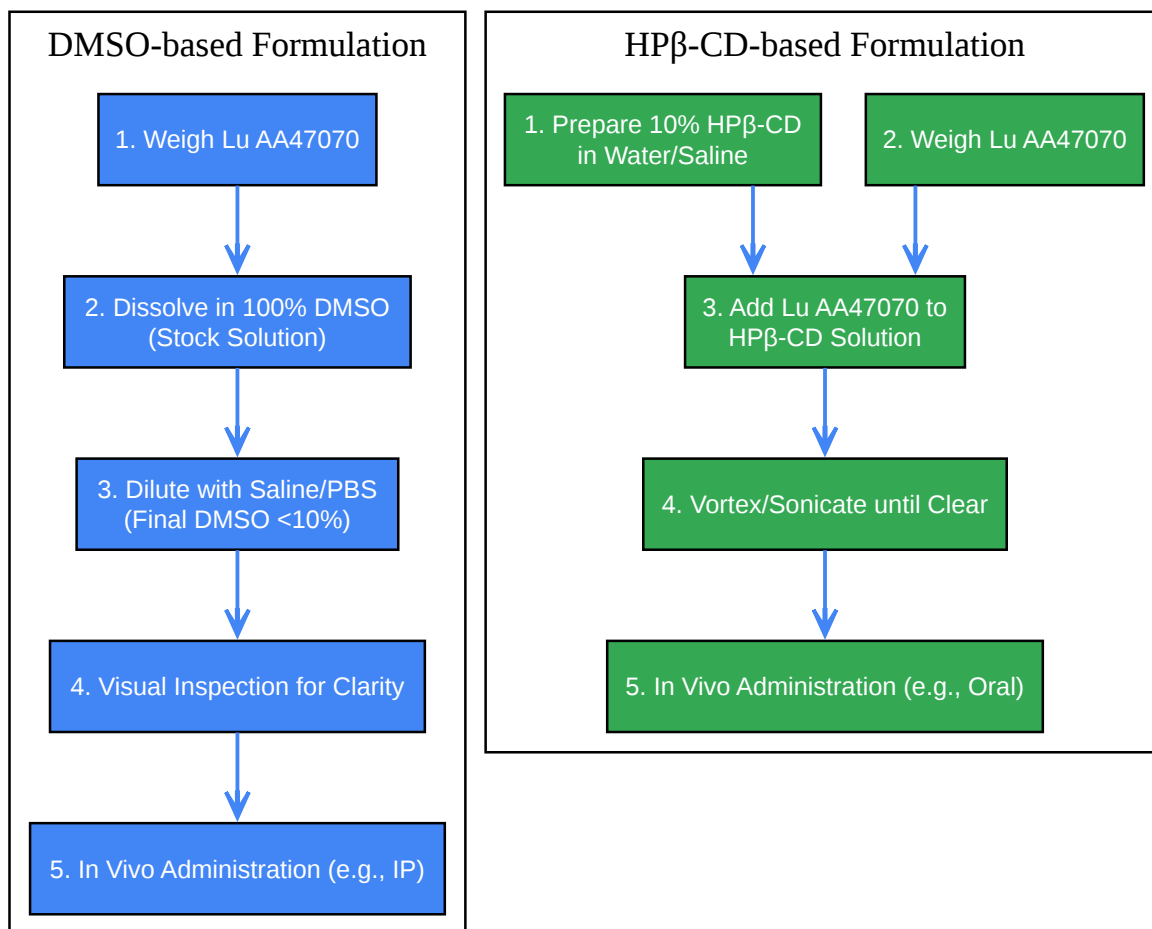 DMSO-based Formulation
1. Weigh Lu AA47070
2. Dissolve in 100% DMSO
(Stock Solution)
3. Dilute with Saline/PBS
(Final DMSO <10%)
4. Visual Inspection for Clarity
5. In Vivo Administration (e.g., IP)
HPβ-CD-based Formulation
1. Prepare 10% HPβ-CD
in Water/Saline
2. Weigh Lu AA47070
3. Add Lu AA47070 to
HPβ-CD Solution
4. Vortex/Sonicate until Clear
5. In Vivo Administration (e.g., Oral)